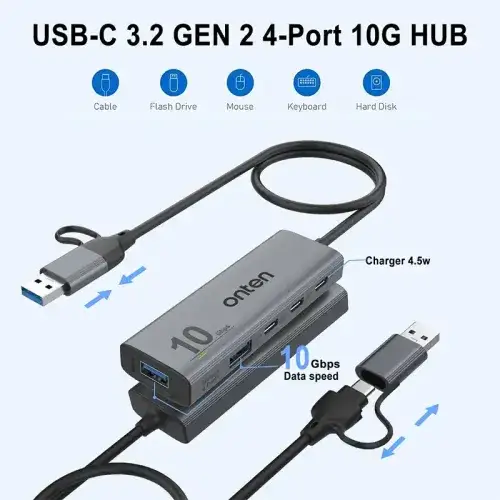 USB-C 3.2 GEN 2 4-Port 10G HUB
Cable
Flash Drive
Mouse
Keyboard
Hard Disk
Charger 4.5w
onten
10 Gbps
10 Gbps
Data speed